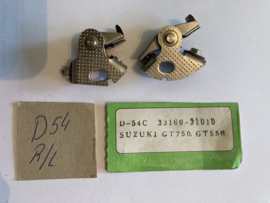 D54
R/L
D-54C 33160-31010
SUZUKI GT750. GT550.